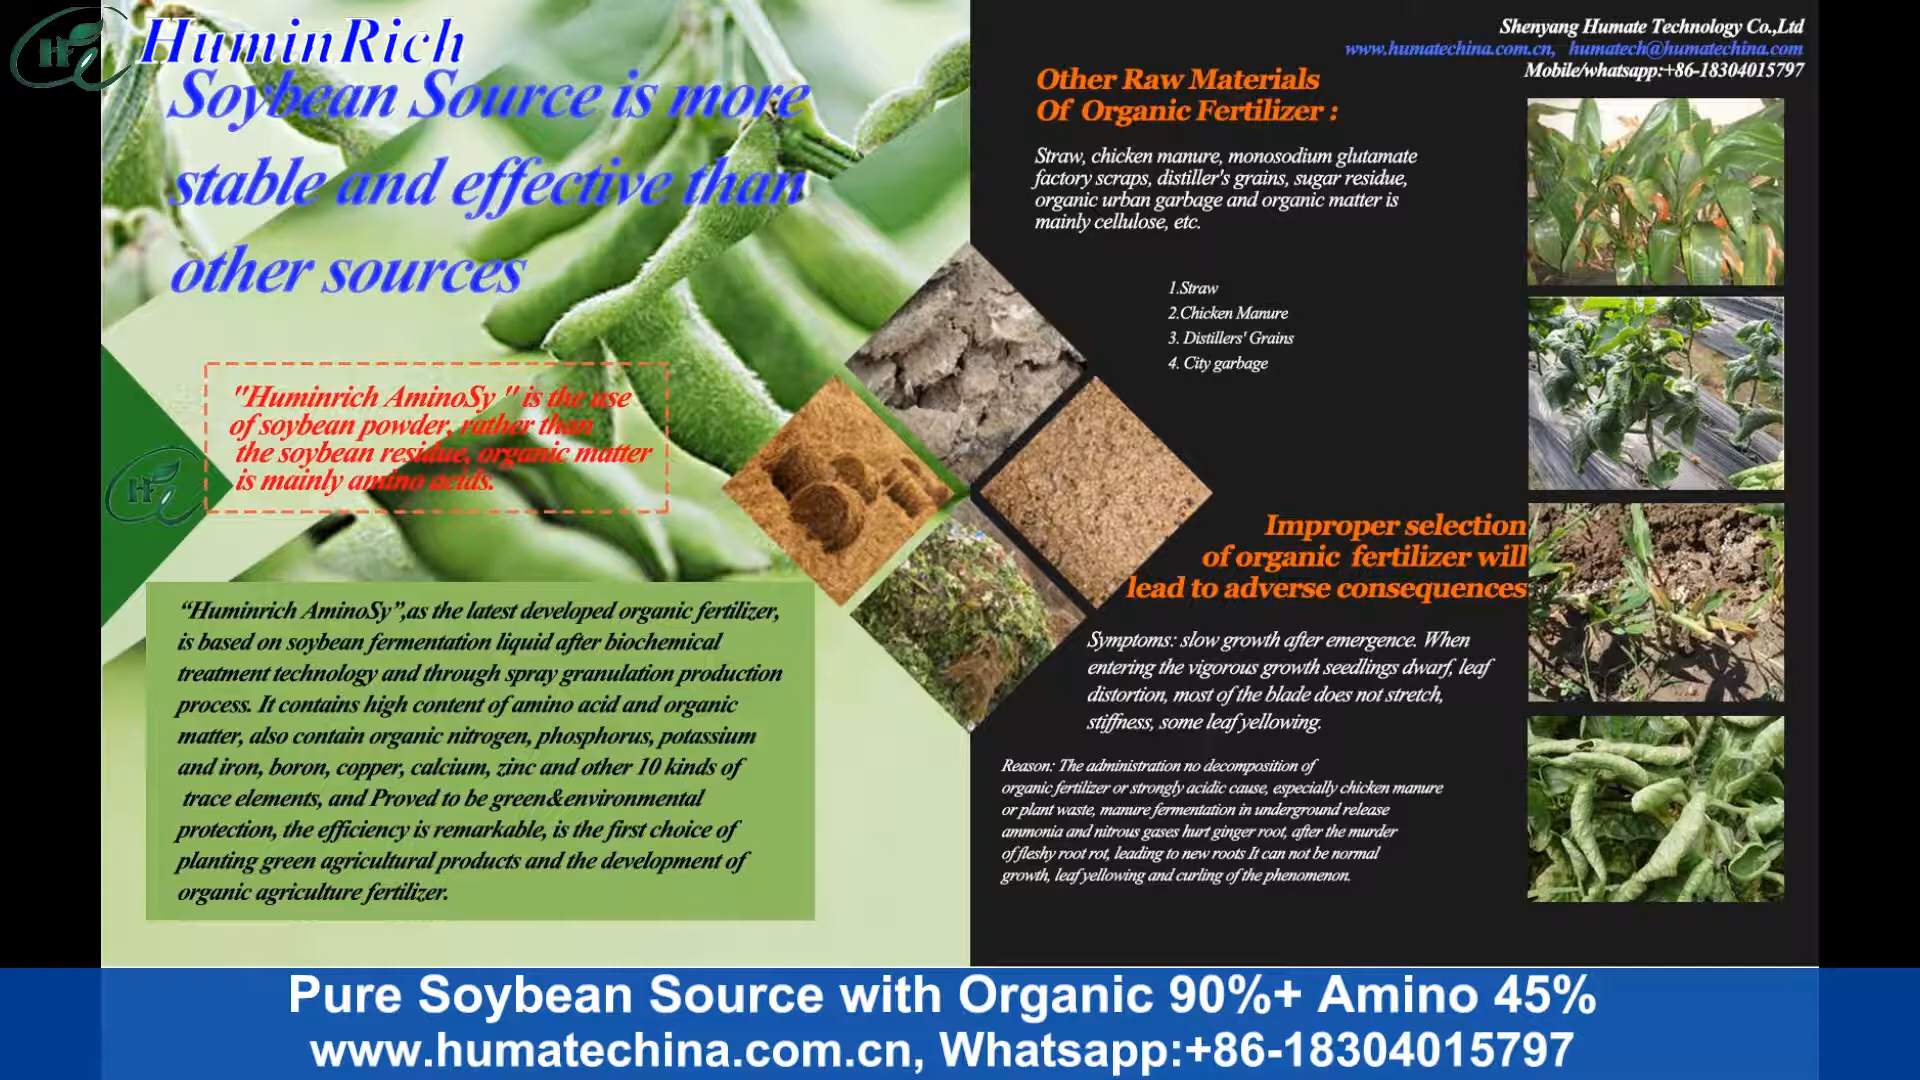 HuminRich
Soybean Source is more
stable and effective than
other sources
"Huminrich AminoSy " is the use
of soybean powder, rather than
the soybean residue, organic matter
is mainly amino acids.
“Huminrich AminoSy”,as the latest developed organic fertilizer,
is based on soybean fermentation liquid after biochemical
treatment technology and through spray granulation production
process. It contains high content of amino acid and organic
matter, also contain organic nitrogen, phosphorus, potassium
and iron, boron, copper, calcium, zinc and other 10 kinds of
trace elements, and Proved to be green&environmental
protection, the efficiency is remarkable, is the first choice of
planting green agricultural products and the development of
organic agriculture fertilizer.
Shenyang Humate Technology Co.,Ltd
www.humatechina.com.cn, humatech@humatechina.com
Mobile/whatsapp:+86-18304015797
Other Raw Materials
Of Organic Fertilizer :
Straw, chicken manure, monosodium glutamate
factory scraps, distiller's grains, sugar residue,
organic urban garbage and organic matter is
mainly cellulose, etc.
1.Straw
2.Chicken Manure
3. Distillers' Grains
4. City garbage
Improper selection
of organic fertilizer will
lead to adverse consequences
Symptoms: slow growth after emergence. When
entering the vigorous growth seedlings dwarf, leaf
distortion, most of the blade does not stretch,
stiffness, some leaf yellowing.
Reason: The administration no decomposition of
organic fertilizer or strongly acidic cause, especially chicken manure
or plant waste, manure fermentation in underground release
ammonia and nitrous gases hurt ginger root, after the murder
of fleshy root rot, leading to new roots It can not be normal
growth, leaf yellowing and curling of the phenomenon.
Pure Soybean Source with Organic 90%+ Amino 45%
www.humatechina.com.cn, Whatsapp:+86-18304015797